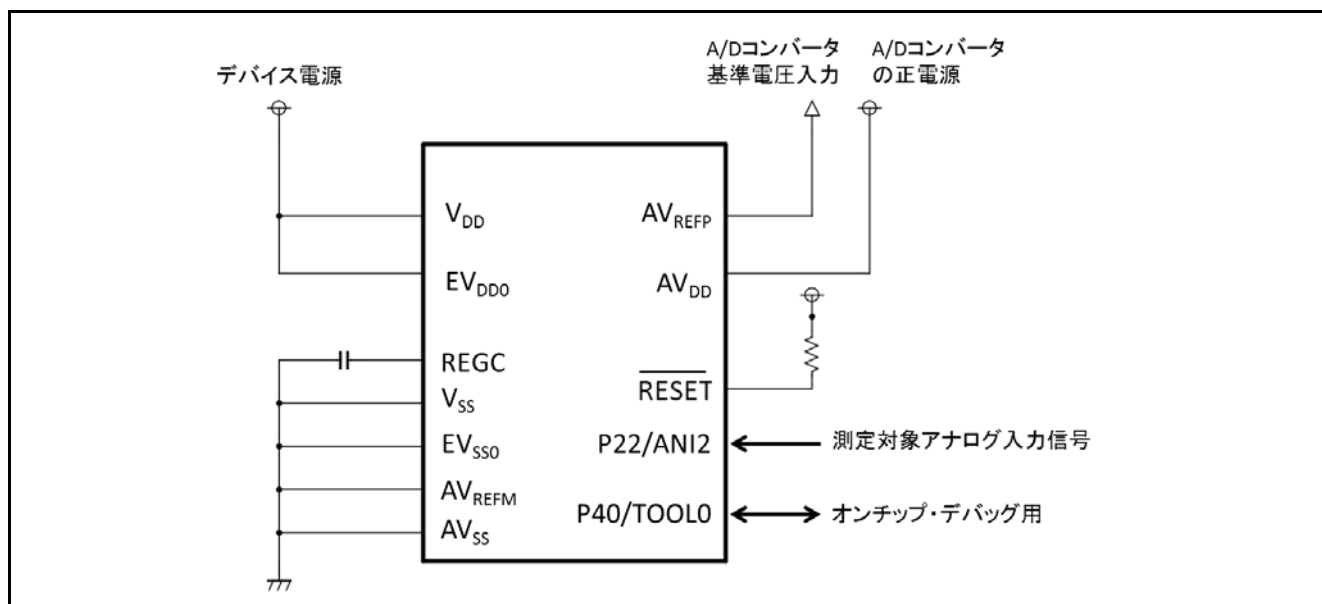 デバイス電源
A/Dコンバータ
基準電圧入力
A/Dコンバータ
の正電源
VDD
EVDD0
REGC
VSS
EVSS0
AVREFM
AVSS
AVREFP
AVDD
RESET
P22/ANI2
P40/TOOL0
測定対象アナログ入力信号
オンチップ・デバッグ用